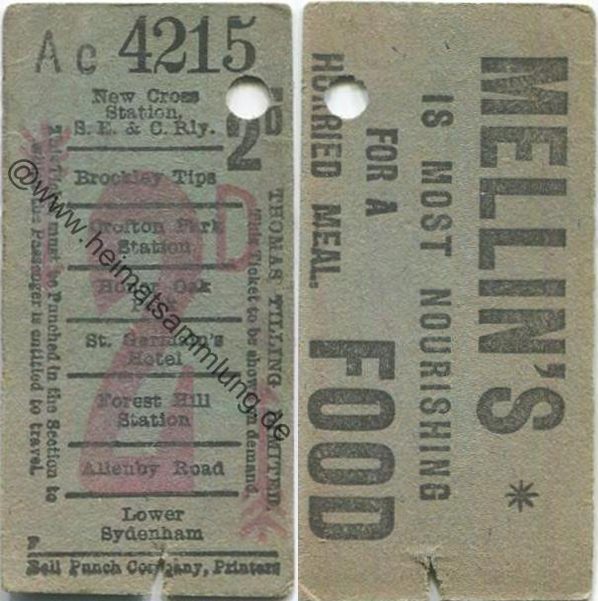 Ac 4215
New Cross
Station,
S. E. & C. Rly.
2D
Brockley Tips
Crofton Park
Station
Honor Oak
Park
St. Germain's
Hotel
Forest Hill
Station
Allenby Road
Lower
Sydenham
F
Bell Punch Company, Printers
must be Punched in the Section to
Passenger is entitled to travel.
THOMAS TILLING LIMITED.
This Ticket to be shown on demand.
2D
@www.heimatsammlung.de
MELLIN'S *
IS MOST NOURISHING
FOR A FOOD
HURRIED MEAL.